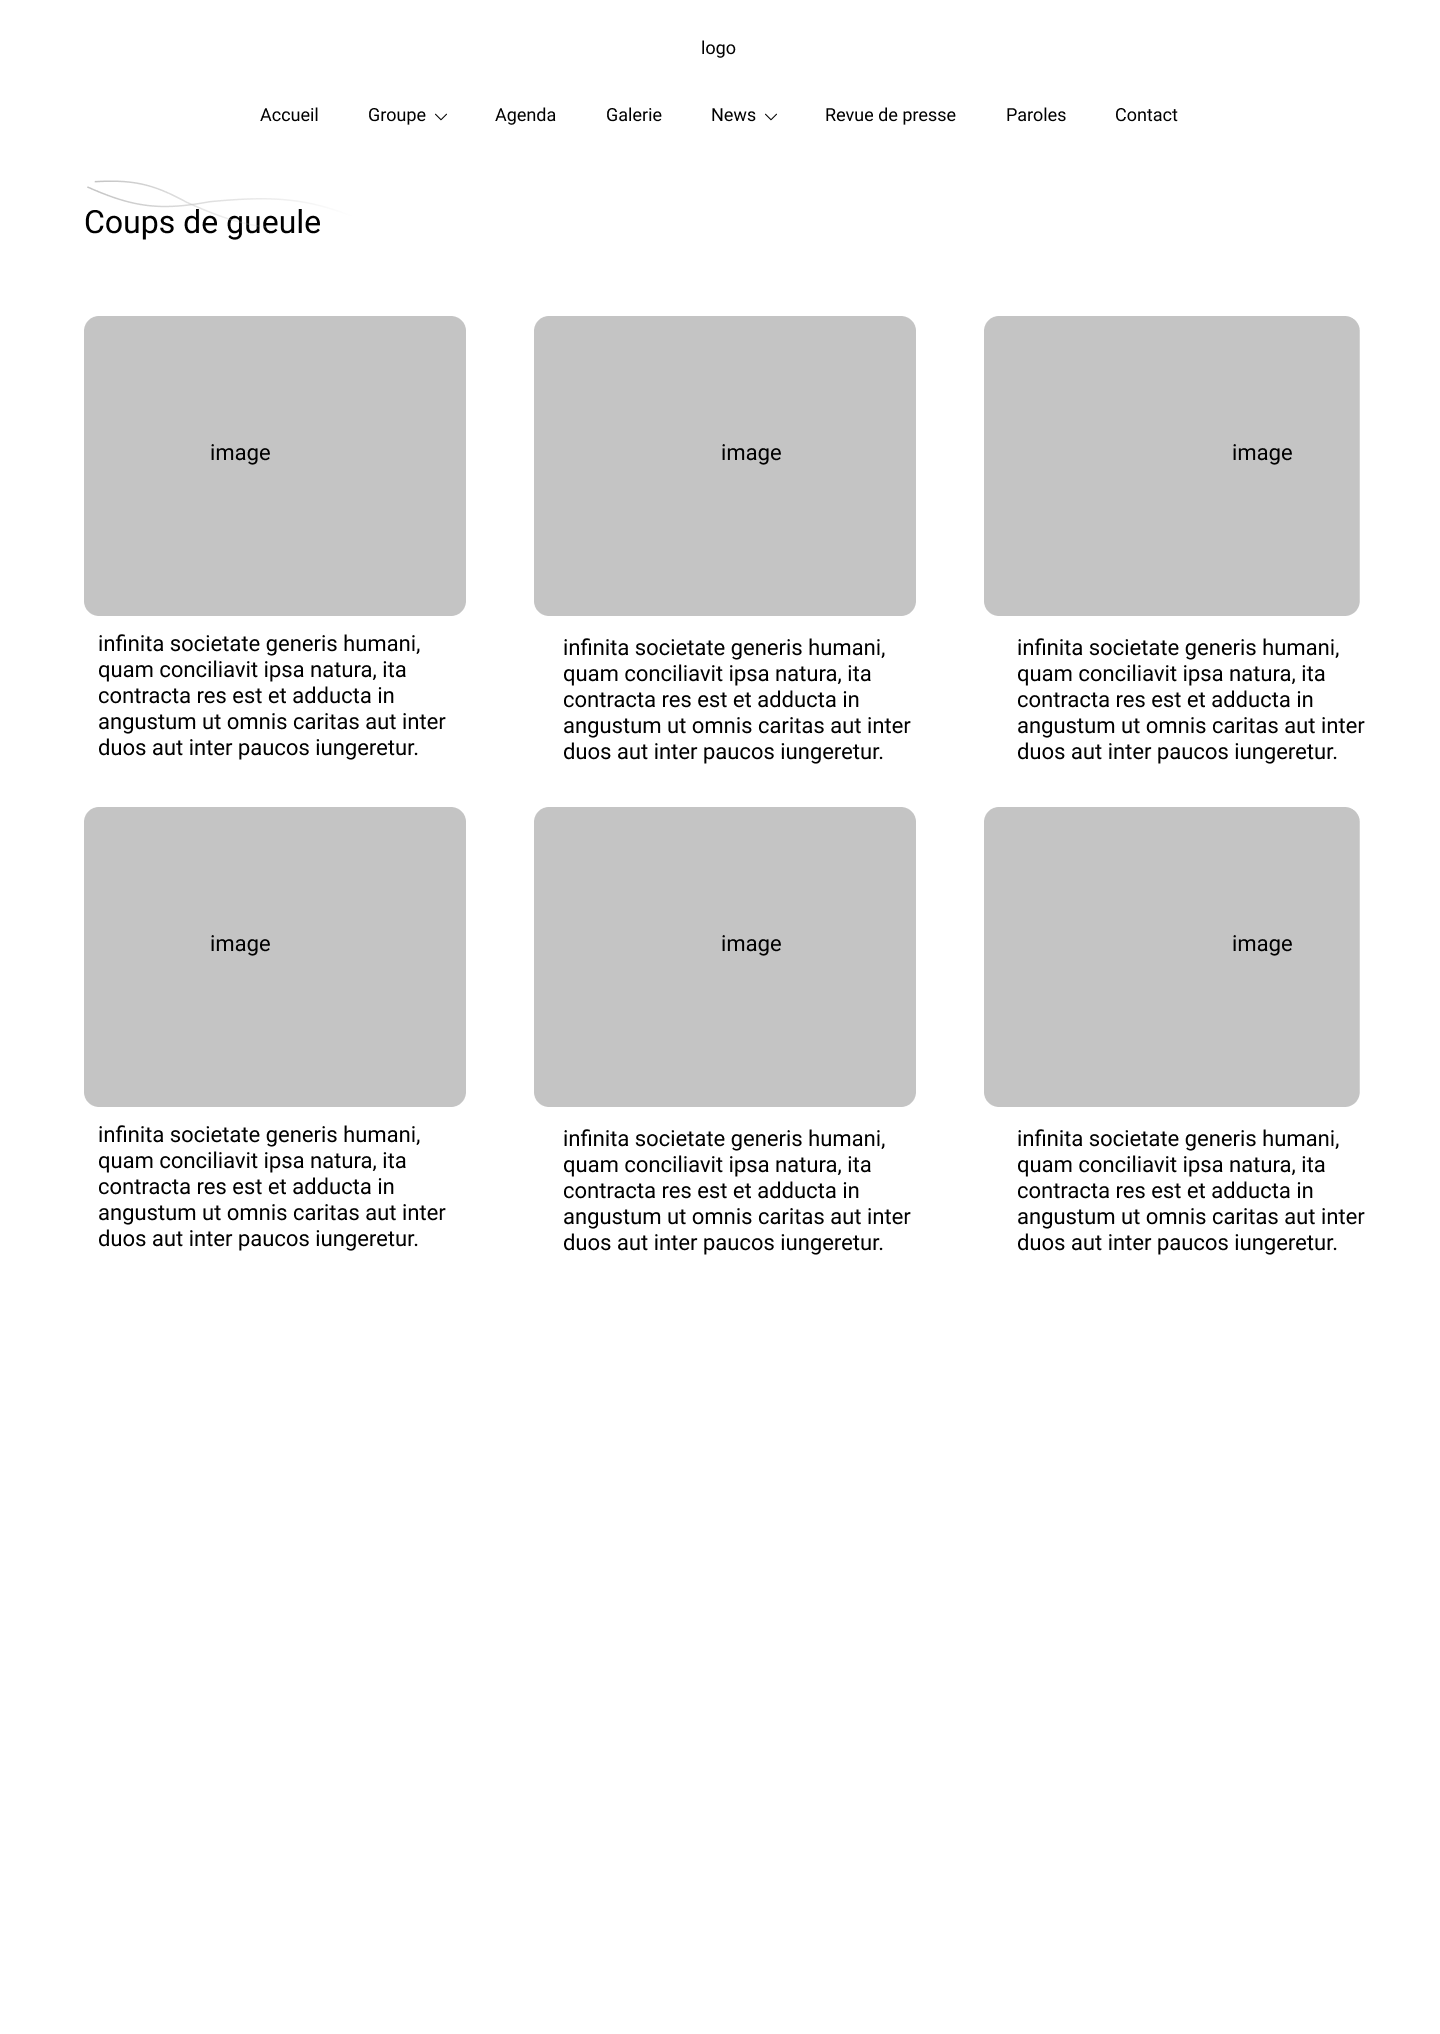 logo
Accueil Groupe Agenda Galerie News Revue de presse Paroles Contact
Coups de gueule
image image image
infinita societate generis humani,
quam conciliavit ipsa natura, ita
contracta res est et adducta in
angustum ut omnis caritas aut inter
duos aut inter paucos iungeretur.
infinita societate generis humani,
quam conciliavit ipsa natura, ita
contracta res est et adducta in
angustum ut omnis caritas aut inter
duos aut inter paucos iungeretur.
infinita societate generis humani,
quam conciliavit ipsa natura, ita
contracta res est et adducta in
angustum ut omnis caritas aut inter
duos aut inter paucos iungeretur.
image image image
infinita societate generis humani,
quam conciliavit ipsa natura, ita
contracta res est et adducta in
angustum ut omnis caritas aut inter
duos aut inter paucos iungeretur.
infinita societate generis humani,
quam conciliavit ipsa natura, ita
contracta res est et adducta in
angustum ut omnis caritas aut inter
duos aut inter paucos iungeretur.
infinita societate generis humani,
quam conciliavit ipsa natura, ita
contracta res est et adducta in
angustum ut omnis caritas aut inter
duos aut inter paucos iungeretur.